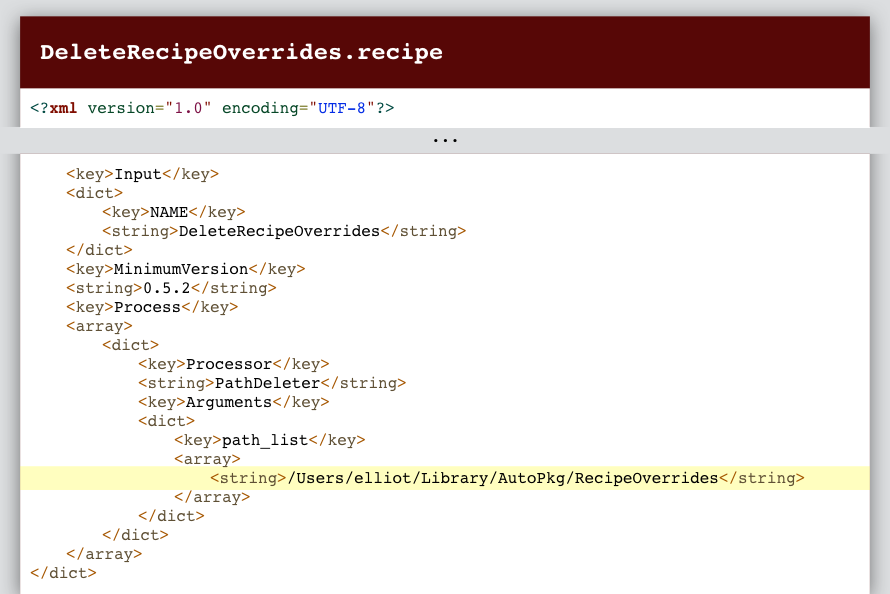 DeleteRecipeOverrides.recipe
<?xml version="1.0" encoding="UTF-8"?>
...
<key>Input</key>
<dict>
<key>NAME</key>
<string>DeleteRecipeOverrides</string>
</dict>
<key>MinimumVersion</key>
<string>0.5.2</string>
<key>Process</key>
<array>
<dict>
<key>Processor</key>
<string>PathDeleter</string>
<key>Arguments</key>
<dict>
<key>path_list</key>
<array>
<string>/Users/elliot/Library/AutoPkg/RecipeOverrides</string>
</array>
</dict>
</dict>
</array>
</dict>